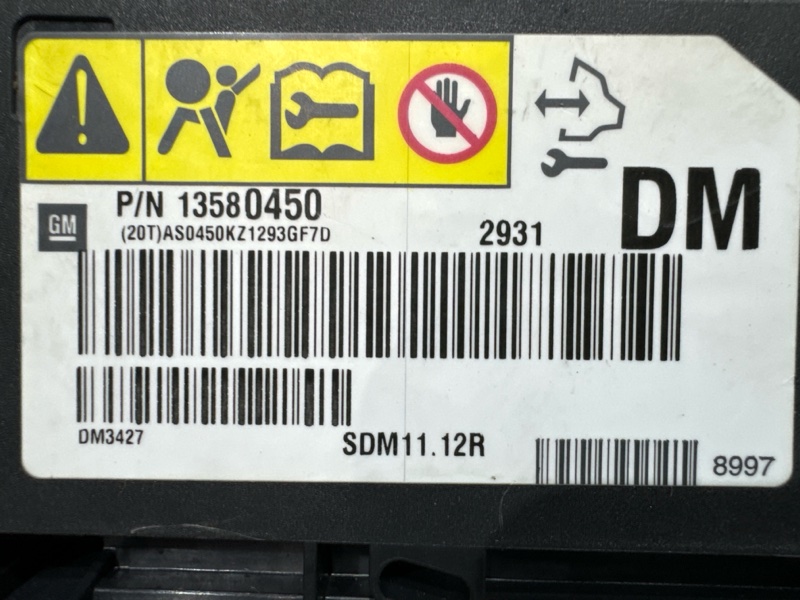 P/N 13580450
GM
(20T)AS0450KZ1293GF7D
2931
DM
DM3427
SDM11.12R
8997